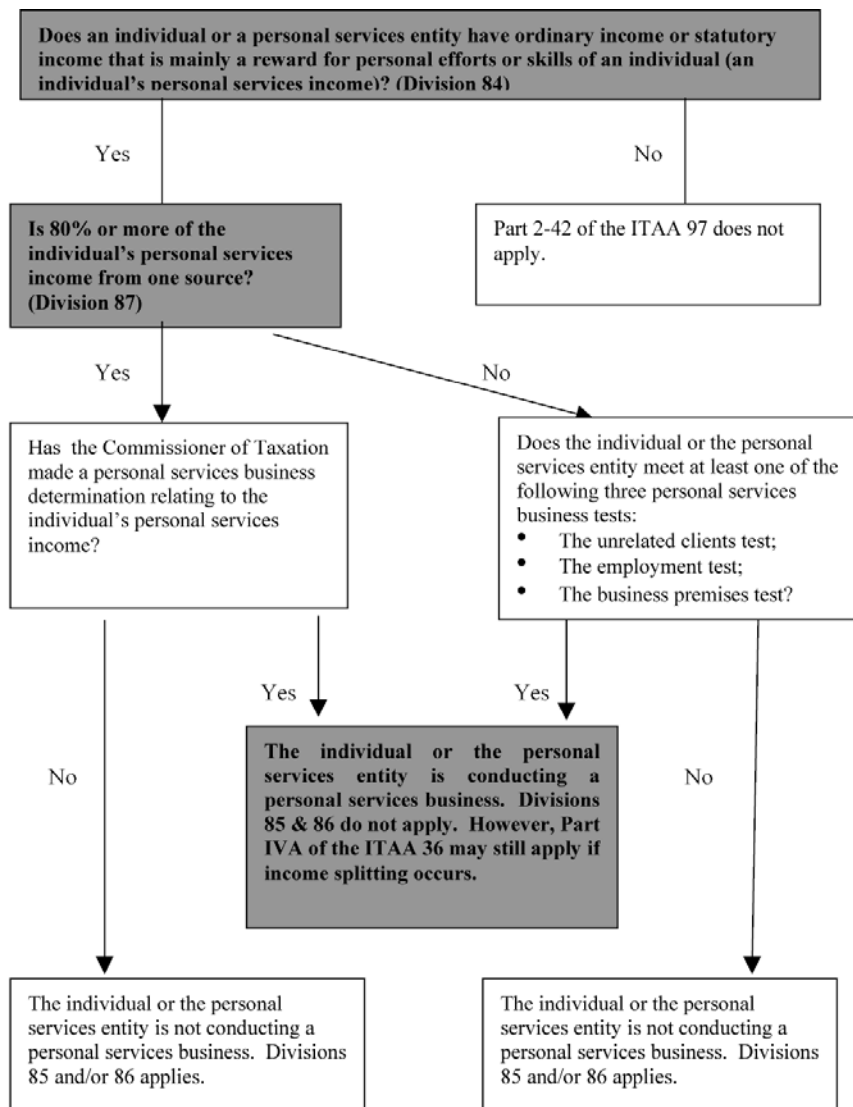 Does an individual or a personal services entity have ordinary income or statutory
income that is mainly a reward for personal efforts or skills of an individual (an
individual's personal services income)? (Division 84)
Yes
No
Is 80% or more of the
individual's personal services
income from one source?
(Division 87)
Part 2-42 of the ITAA 97 does not
apply.
Yes
No
Has the Commissioner of Taxation
made a personal services business
determination relating to the
individual's personal services
income?
Does the individual or the personal
services entity meet at least one of the
following three personal services
business tests:
• The unrelated clients test;
• The employment test;
• The business premises test?
Yes
Yes
No
No
The individual or the personal
services entity is conducting a
personal services business. Divisions
85 & 86 do not apply. However, Part
IVA of the ITAA 36 may still apply if
income splitting occurs.
The individual or the personal
services entity is not conducting a
personal services business. Divisions
85 and/or 86 applies.
The individual or the personal
services entity is not conducting a
personal services business. Divisions
85 and/or 86 applies.